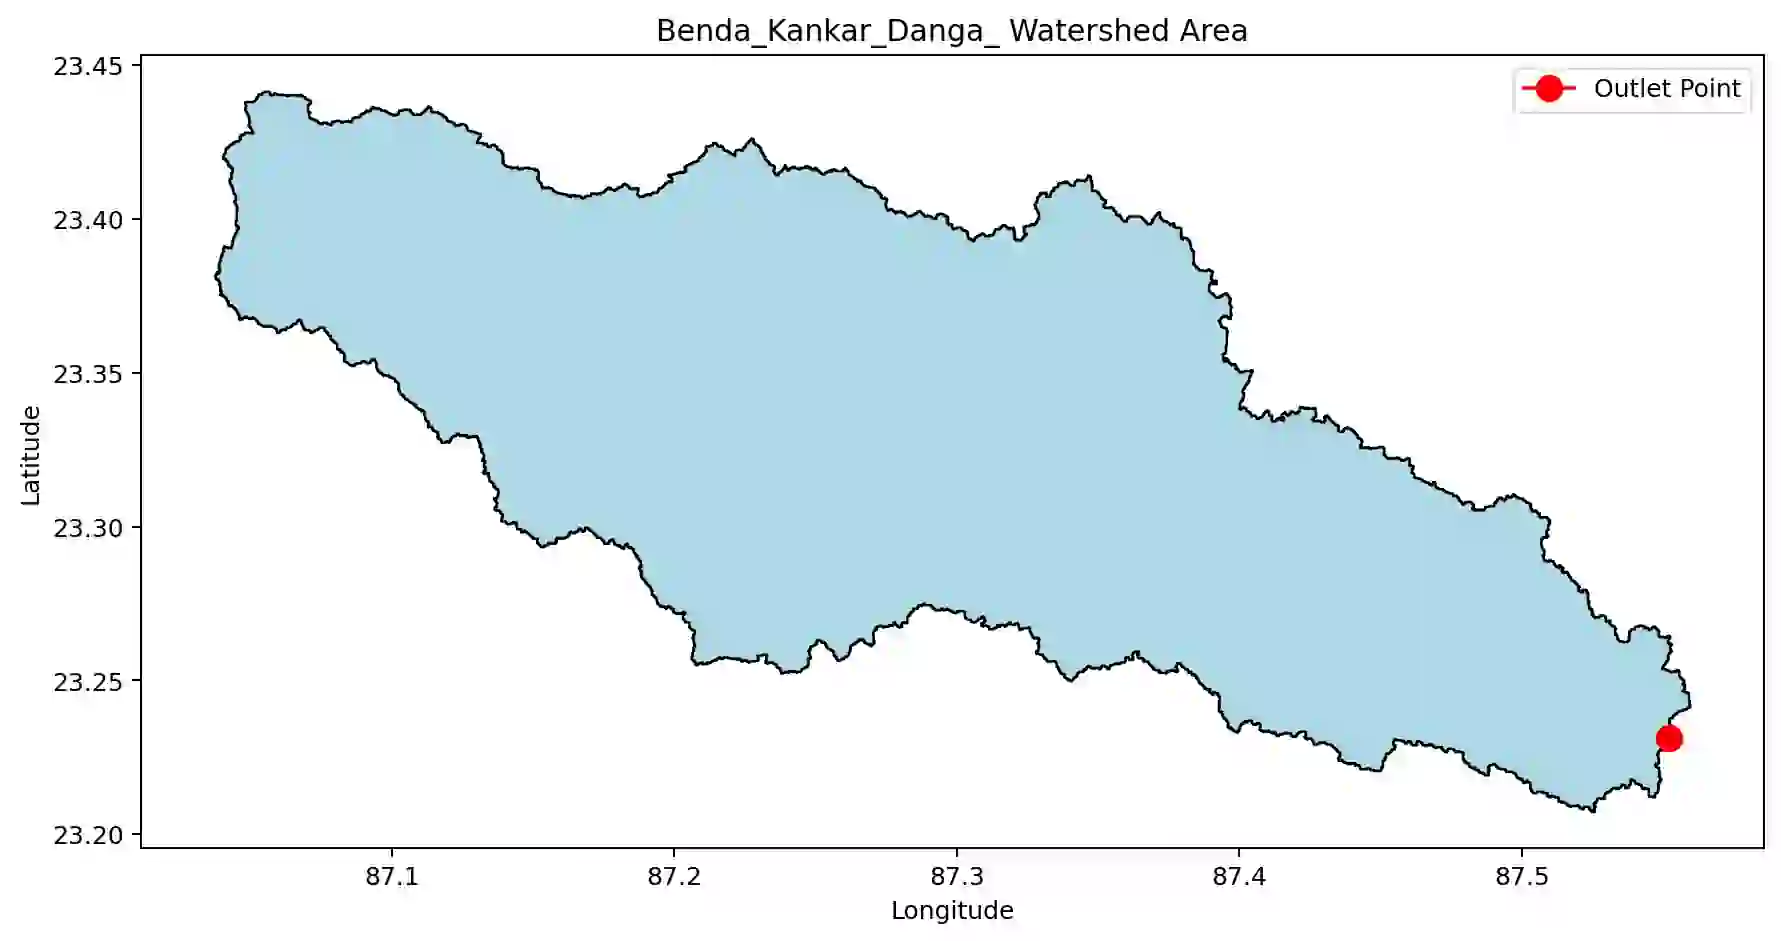 Benda_Kankar_Danga_ Watershed Area
Outlet Point
23.45
23.40
23.35
23.30
23.25
23.20
Latitude
87.1
87.2
87.3
87.4
87.5
Longitude